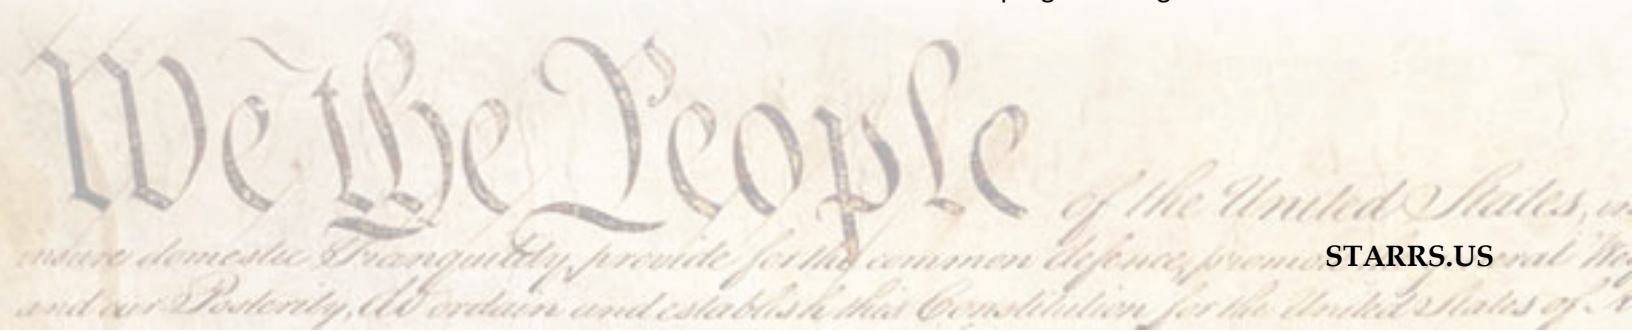 We the People
of the United States,
insure domestic Tranquility, provide for the common defence,
STARRS.US
and our Posterity, do ordain and establish this Constitution for the United States of